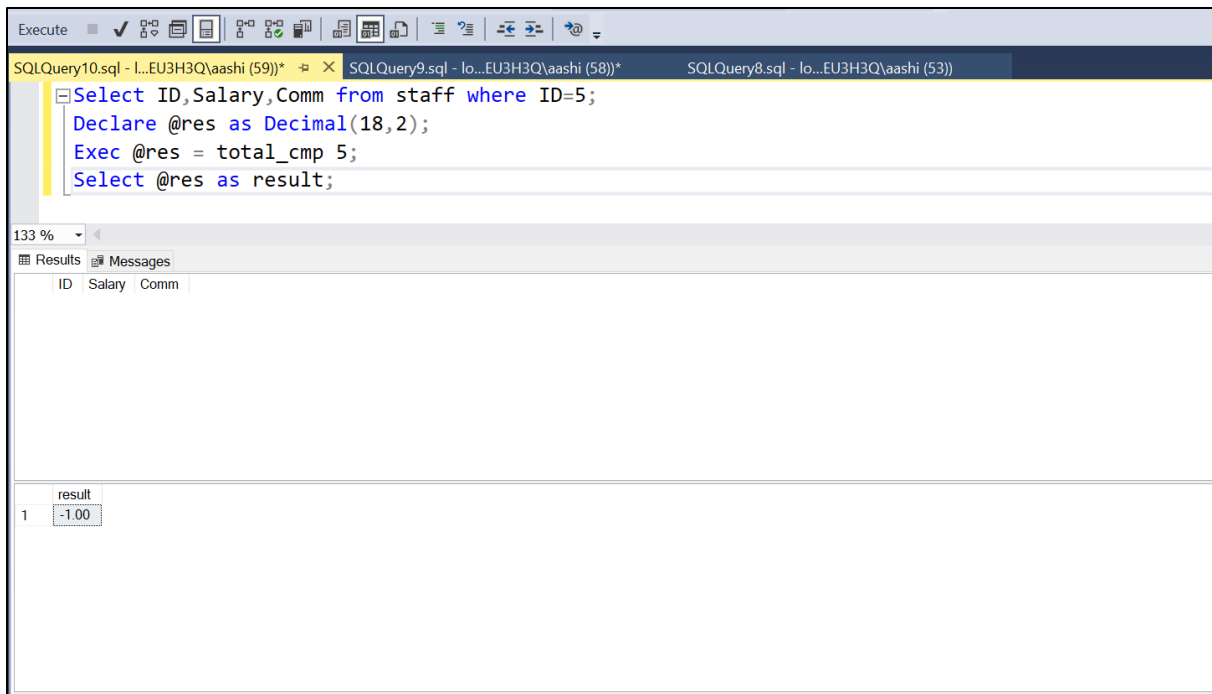 Execute
SQLQuery10.sql - l...EU3H3Q\aashi (59))* SQLQuery9.sql - lo...EU3H3Q\aashi (58))* SQLQuery8.sql - lo...EU3H3Q\aashi (53))
Select ID,Salary,Comm from staff where ID=5;
Declare @res as Decimal(18,2);
Exec @res = total_cmp 5;
Select @res as result;
133 %
Results Messages
ID Salary Comm
result
1 -1.00